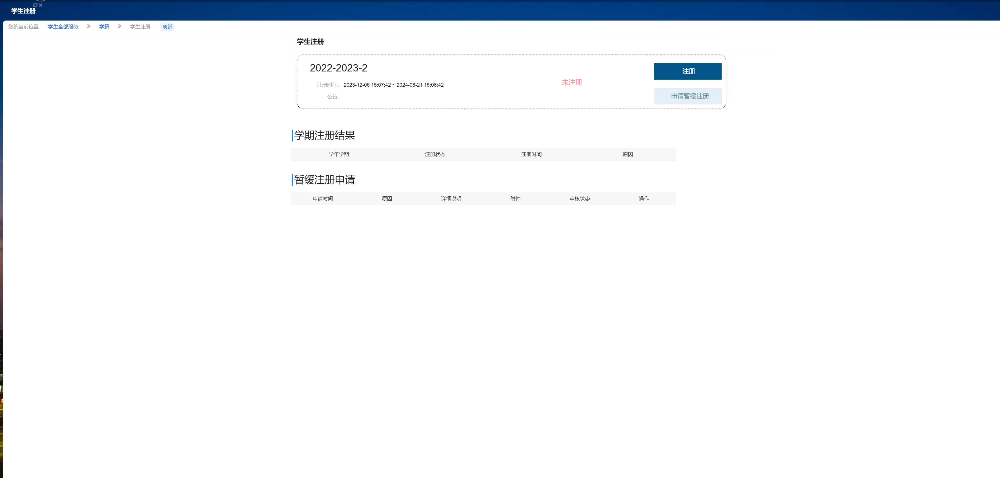 学生注册
您的当前位置： 学生全部服务 » 学籍 » 学生注册 刷新
学生注册
2022-2023-2
注册时间： 2023-12-06 15:07:42 ~ 2024-08-21 15:08:42
公告：
未注册
注册
申请暂缓注册
学期注册结果
学年学期 注册状态 注册时间 原因
暂缓注册申请
申请时间 原因 详细说明 附件 审核状态 操作